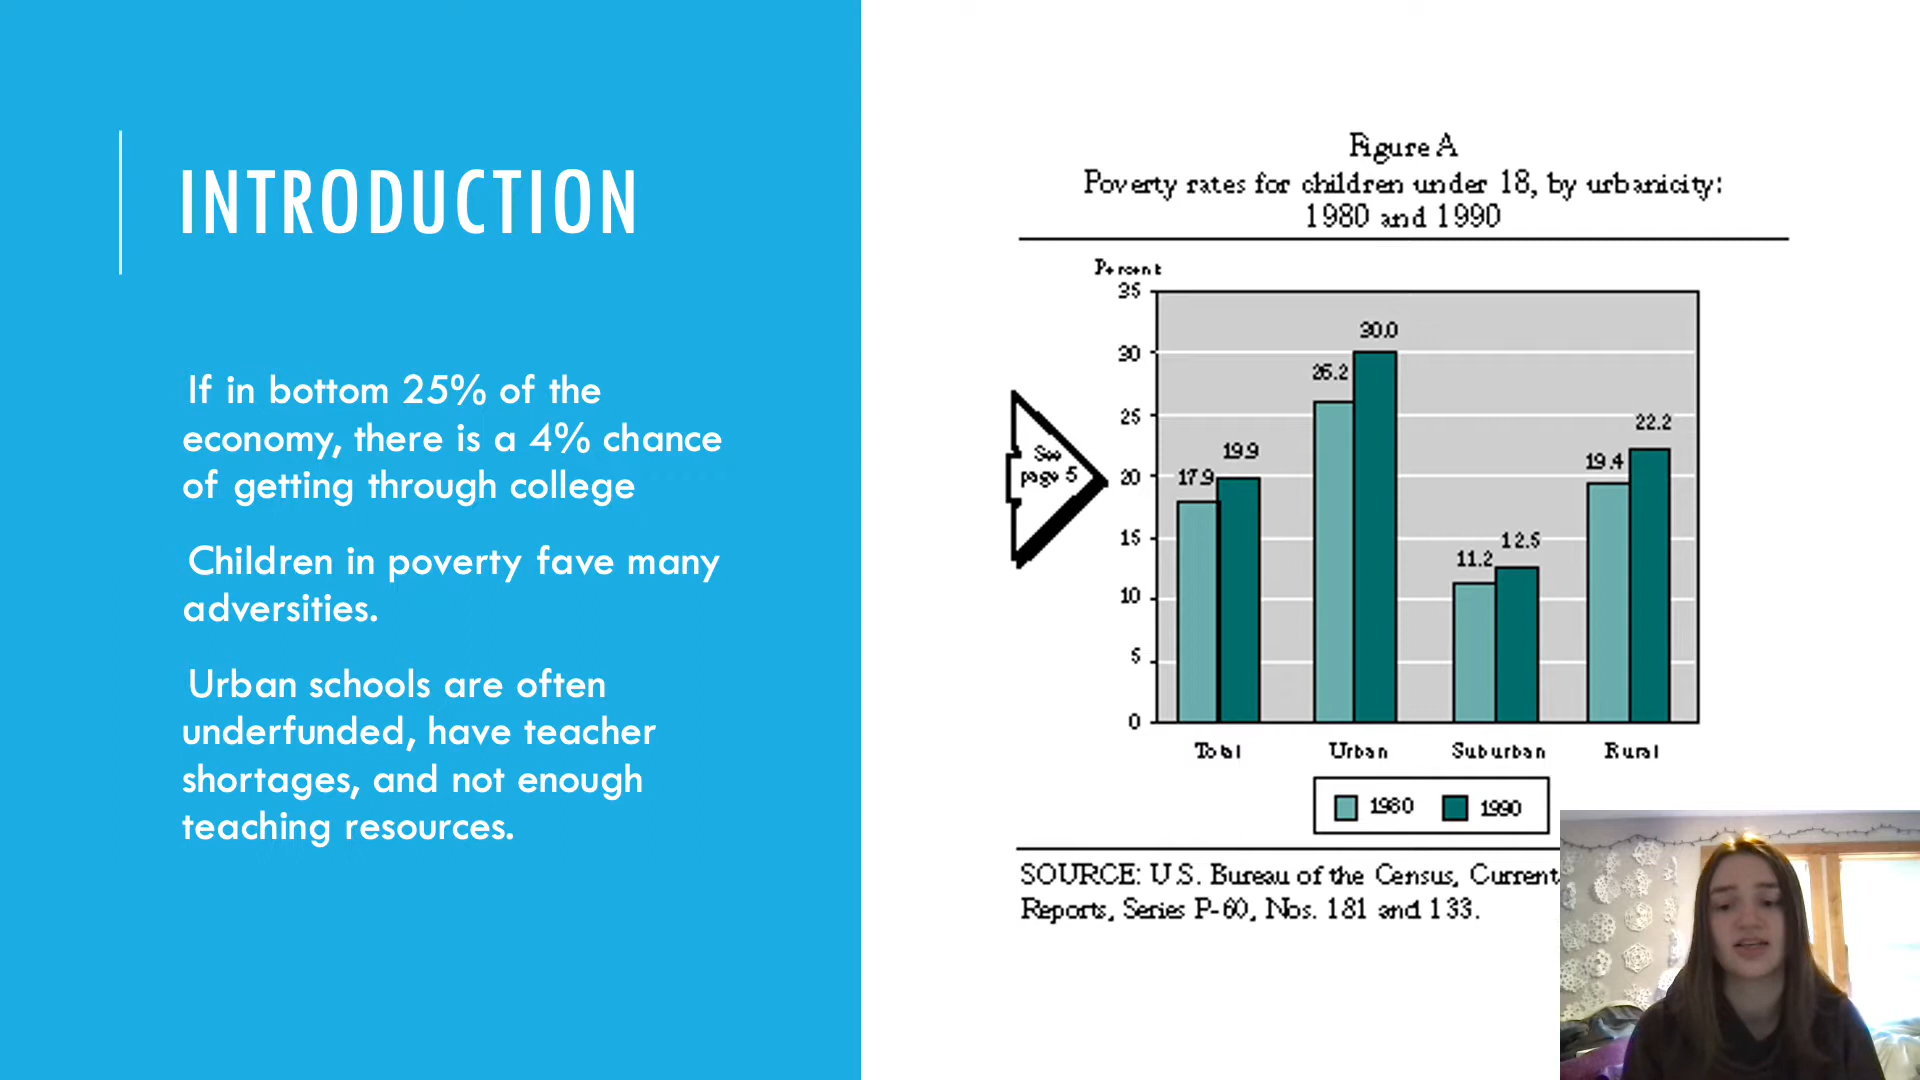 INTRODUCTION
If in bottom 25% of the
economy, there is a 4% chance
of getting through college
Children in poverty fave many
adversities.
Urban schools are often
underfunded, have teacher
shortages, and not enough
teaching resources.
Figure A
Poverty rates for children under 18, by urbanicity:
1980 and 1990
Percent
35
30
25
20
15
10
5
0
See
page 5
17.9
19.9
26.2
30.0
11.2
12.5
19.4
22.2
Total
Urban
Suburban
Rural
1980
1990
SOURCE: U.S. Bureau of the Census, Current
Reports, Series P-60, Nos. 181 and 133.